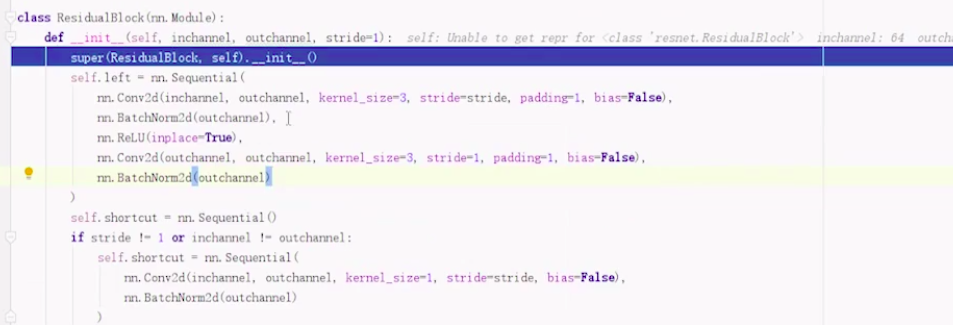 class ResidualBlock(nn.Module):
    def __init__(self, inchannel, outchannel, stride=1):  self: Unable to get repr for <class 'resnet.ResidualBlock'>  inchannel: 64  outch
        super(ResidualBlock, self).__init__()
        self.left = nn.Sequential(
            nn.Conv2d(inchannel, outchannel, kernel_size=3, stride=stride, padding=1, bias=False),
            nn.BatchNorm2d(outchannel),
            nn.ReLU(inplace=True),
            nn.Conv2d(outchannel, outchannel, kernel_size=3, stride=1, padding=1, bias=False),
            nn.BatchNorm2d(outchannel)
        )
        self.shortcut = nn.Sequential()
        if stride != 1 or inchannel != outchannel:
            self.shortcut = nn.Sequential(
                nn.Conv2d(inchannel, outchannel, kernel_size=1, stride=stride, bias=False),
                nn.BatchNorm2d(outchannel)
            )